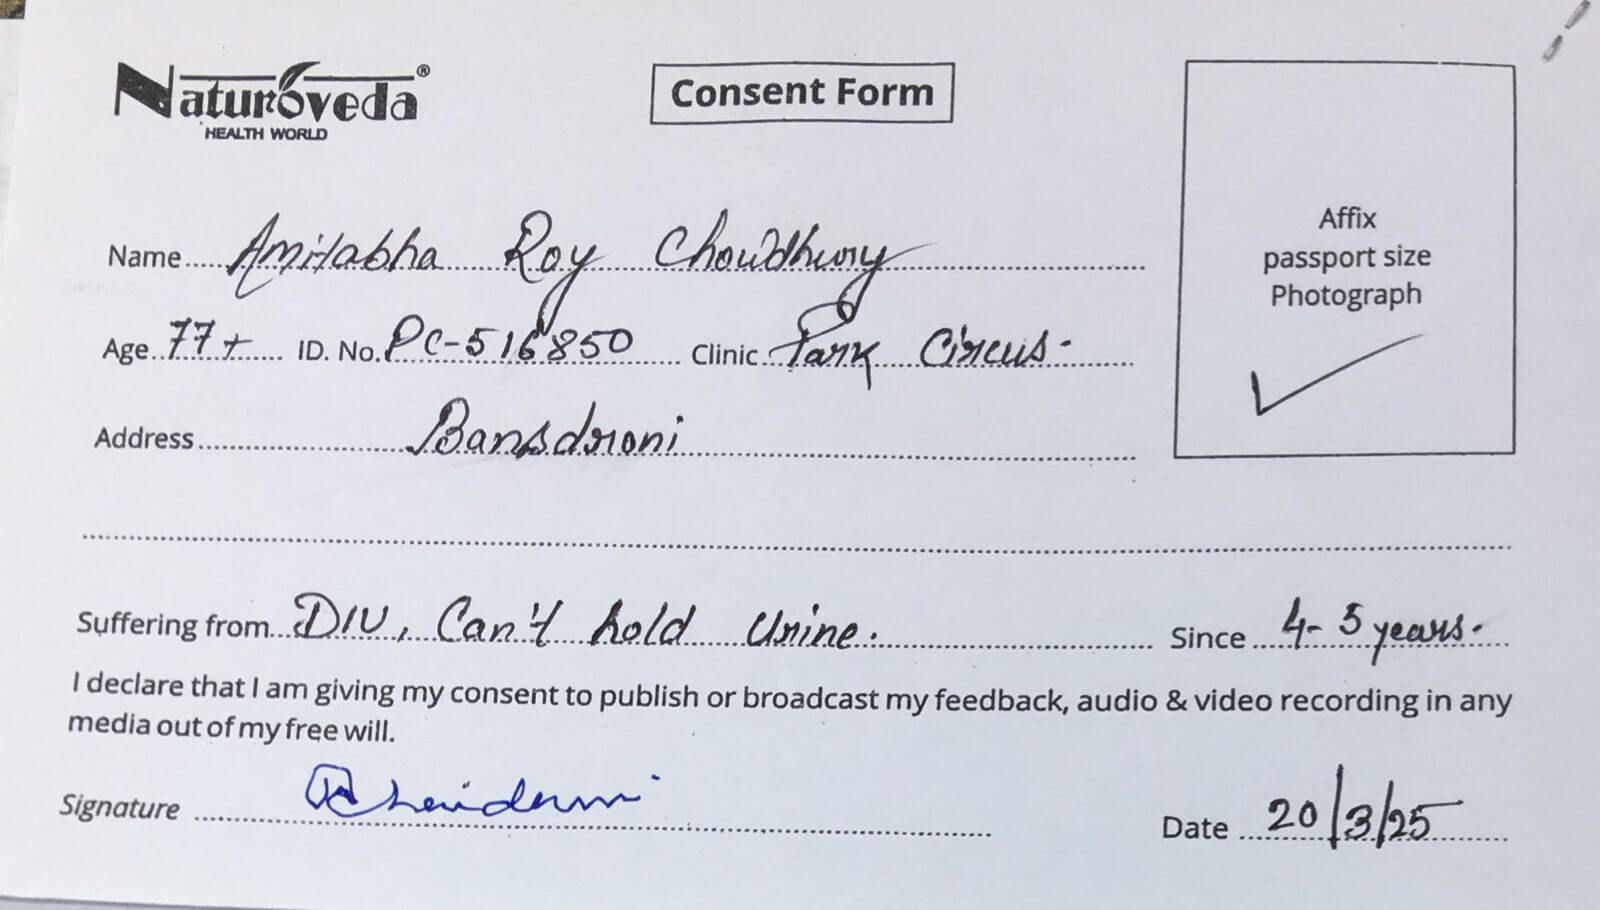 Naturoveda®
HEALTH WORLD
Consent Form
Affix
passport size
Photograph
Name Amitabha Roy Chowdhury
Age 77+ ID. No. PC-516850 Clinic Park Circus.
Address Bansdroni
Suffering from DIU, Can't hold Urine. Since 4-5 years.
I declare that I am giving my consent to publish or broadcast my feedback, audio & video recording in any
media out of my free will.
Signature
Date 20/3/25